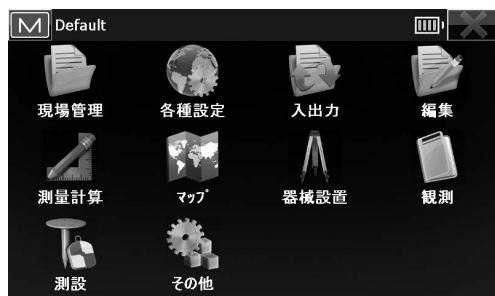 M Default
現場管理 各種設定 入出力 編集
測量計算 マップ 器械設置 観測
測設 その他